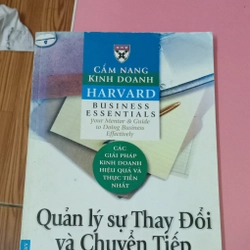 CẨM NANG
KINH DOANH
HARVARD
BUSINESS
ESSENTIALS
Your Mentor & Guide
to Doing Business
Effectively
CÁC
GIẢI PHÁP
KINH DOANH
HIỆU QUẢ VÀ
THỰC TIỄN
NHẤT
Quản lý sự Thay Đổi
và Chuyển Tiếp